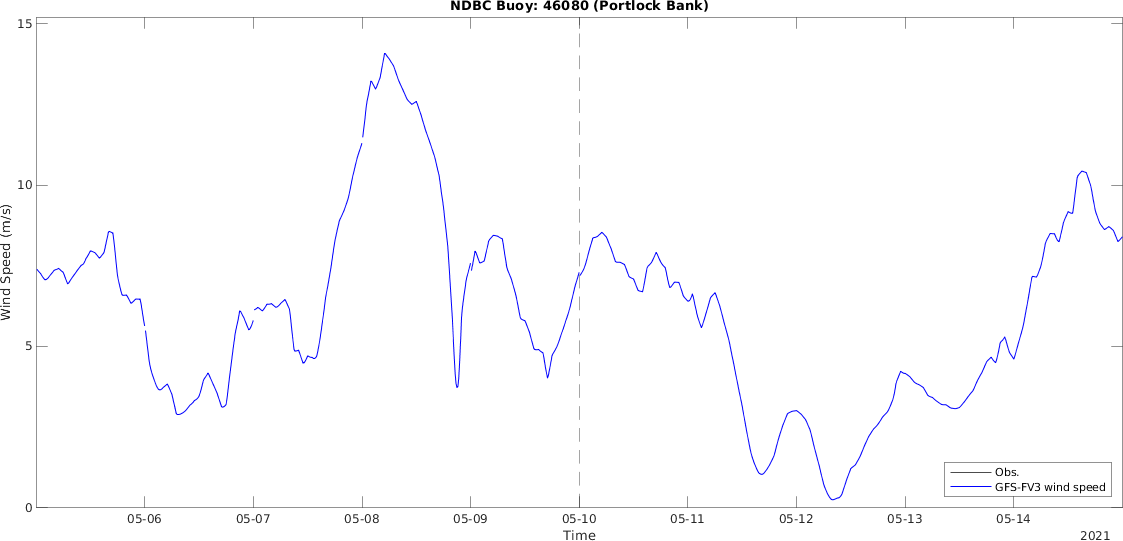 NDBC Buoy: 46080 (Portlock Bank)
15
10
5
0
Wind Speed (m/s)
05-06 05-07 05-08 05-09 05-10 05-11 05-12 05-13 05-14
Time
2021
Obs.
GFS-FV3 wind speed